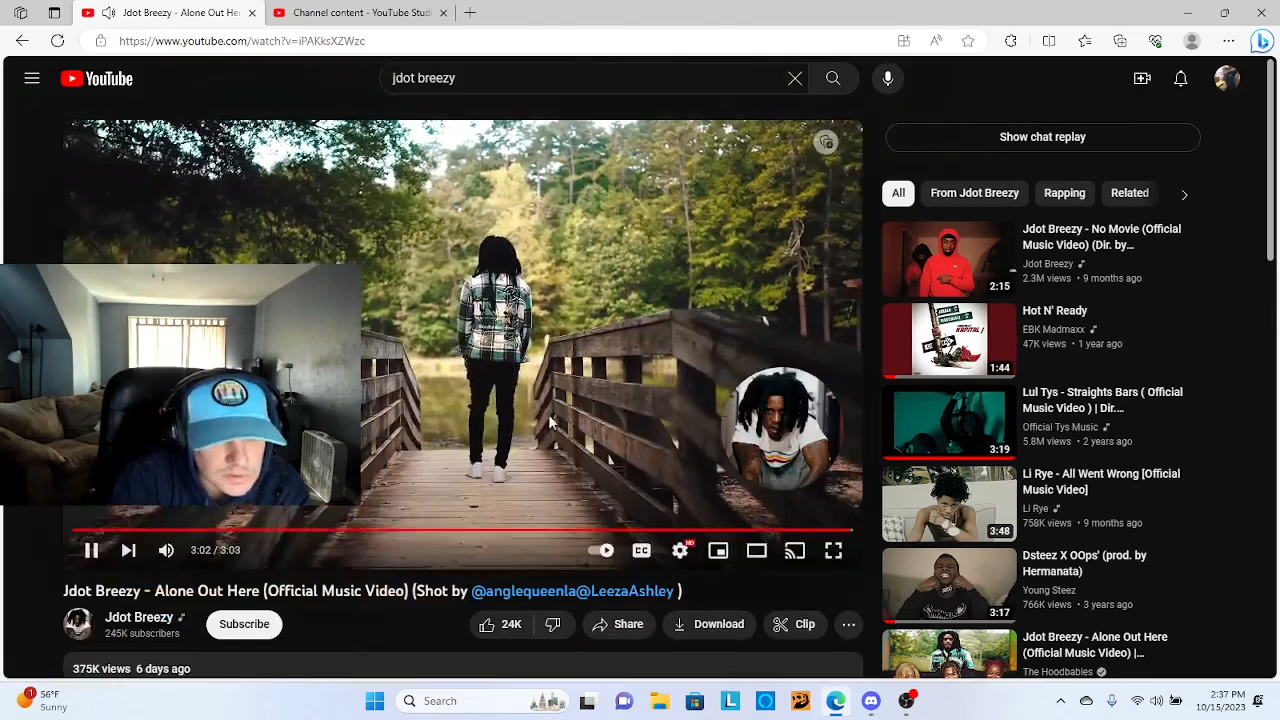 Jdot Breezy - Alone Out Her
Channel content - YouTube Stud
https://www.youtube.com/watch?v=iPAKksXZWzc
YouTube
jdot breezy
Show chat replay
All
From Jdot Breezy
Rapping
Related
Jdot Breezy - No Movie (Official
Music Video) (Dir. by...
Jdot Breezy
2.3M views • 9 months ago
2:15
Hot N' Ready
EBK Madmaxx
47K views • 1 year ago
1:44
Lul Tys - Straights Bars ( Official
Video ) | Dir....
Official Tys Music
5.8M views • 2 years ago
3:19
Li Rye - All Went Wrong [Official
Music Video]
Li Rye
758K views • 9 months ago
3:48
Dsteez X OOps' (prod. by
Hermanata)
Young Steez
766K views • 3 years ago
3:17
Jdot Breezy - Alone Out Here
(Official Music Video) |...
The Hoodbabies
3:02 / 3:03
CC
HD
Jdot Breezy - Alone Out Here (Official Music Video) (Shot by @anglequeenla@LeezaAshley )
Jdot Breezy
245K subscribers
Subscribe
24K
Share
Download
Clip
375K views 6 days ago
1
56°F
Sunny
Search
L
2:37 PM
10/15/2023